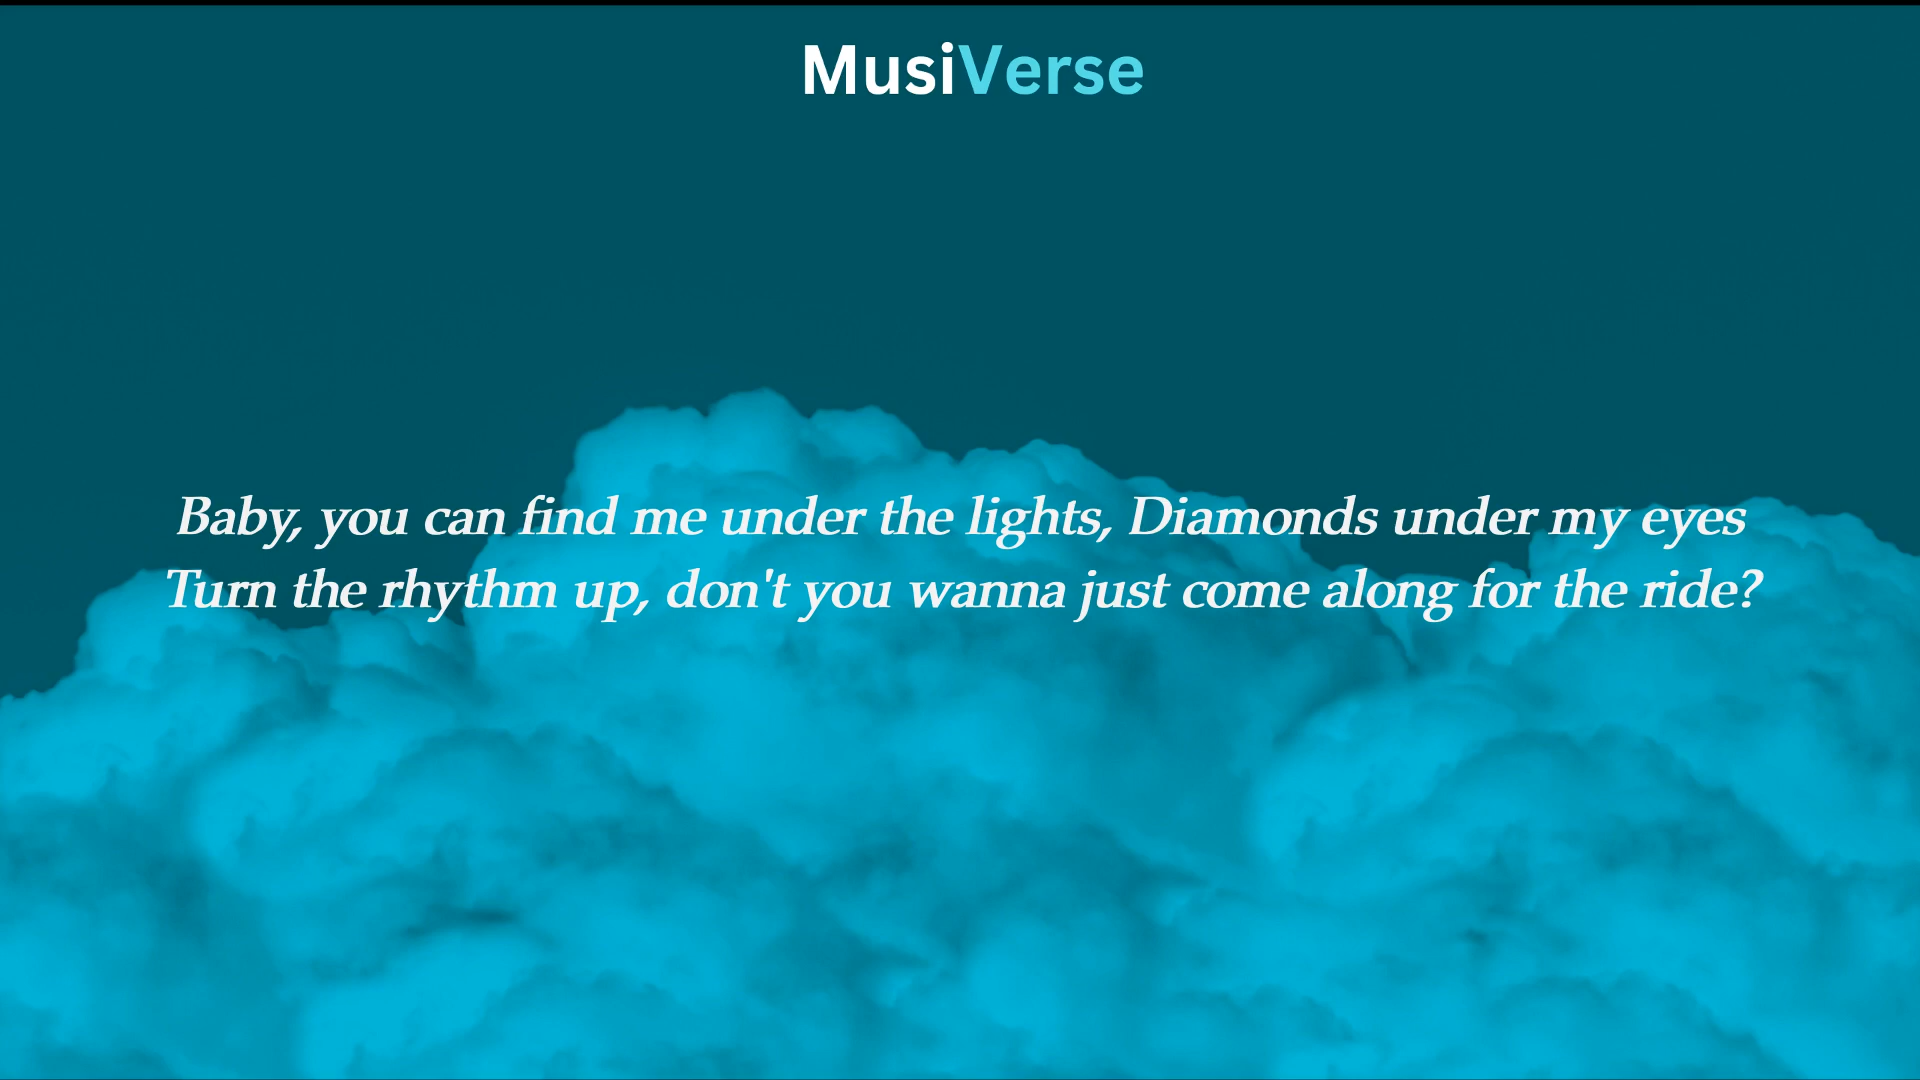 MusiVerse
Baby, you can find me under the lights, Diamonds under my eyes
Turn the rhythm up, don't you wanna just come along for the ride?